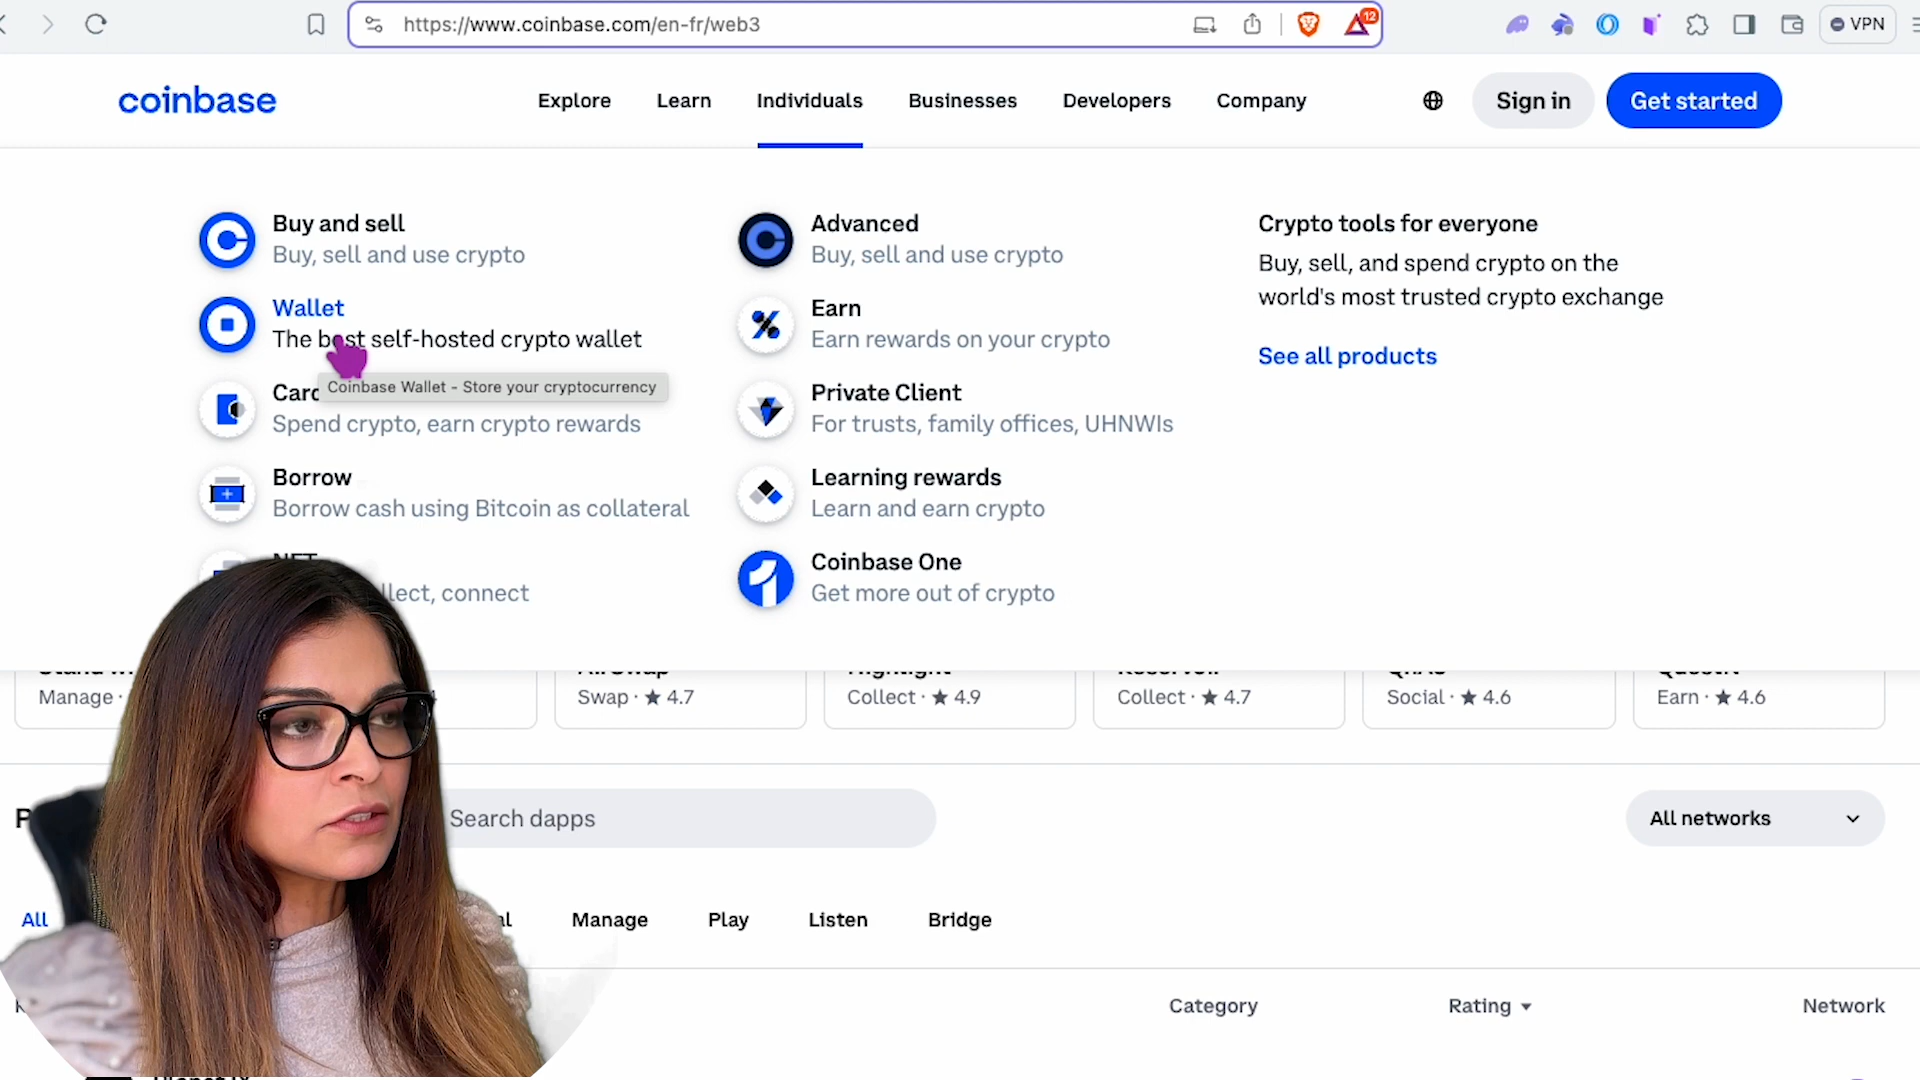 https://www.coinbase.com/en-fr/web3
12
VPN
coinbase
Explore
Learn
Individuals
Businesses
Developers
Company
Sign in
Get started
Buy and sell
Buy, sell and use crypto
Wallet
The best self-hosted crypto wallet
Coinbase Wallet - Store your cryptocurrency
Card
Spend crypto, earn crypto rewards
Borrow
Borrow cash using Bitcoin as collateral
NFT
connect
Advanced
Buy, sell and use crypto
Earn
Earn rewards on your crypto
Private Client
For trusts, family offices, UHNWIs
Learning rewards
Learn and earn crypto
Coinbase One
Get more out of crypto
Crypto tools for everyone
Buy, sell, and spend crypto on the
world's most trusted crypto exchange
See all products
Manage ·
Swap · ★ 4.7
Collect · ★ 4.9
Collect · ★ 4.7
Social · ★ 4.6
Earn · ★ 4.6
Search dapps
All networks
All
Manage
Play
Listen
Bridge
Category
Rating
Network